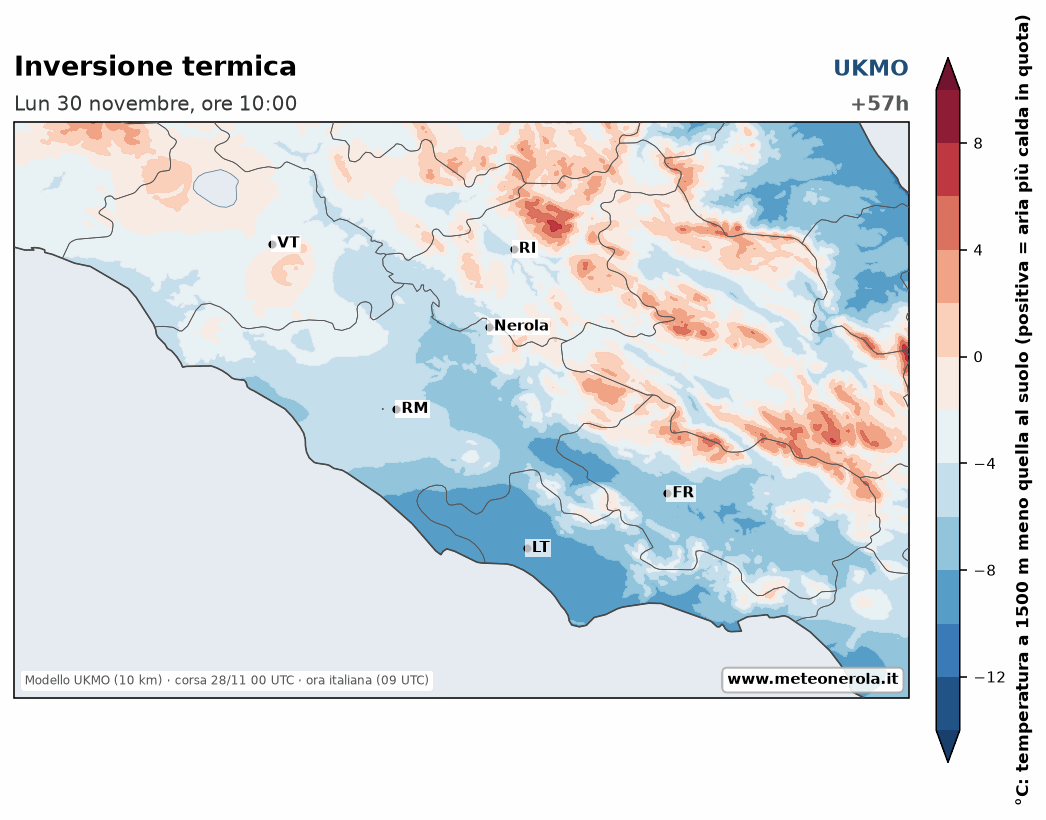 Inversione termica
UKMO
Lun 30 novembre, ore 10:00
+57h
VT
RI
Nerola
RM
FR
LT
Modello UKMO (10 km) · corsa 28/11 00 UTC · ora italiana (09 UTC)
www.meteonerola.it
8
4
0
−4
−8
−12
°C: temperatura a 1500 m meno quella al suolo (positiva = aria più calda in quota)